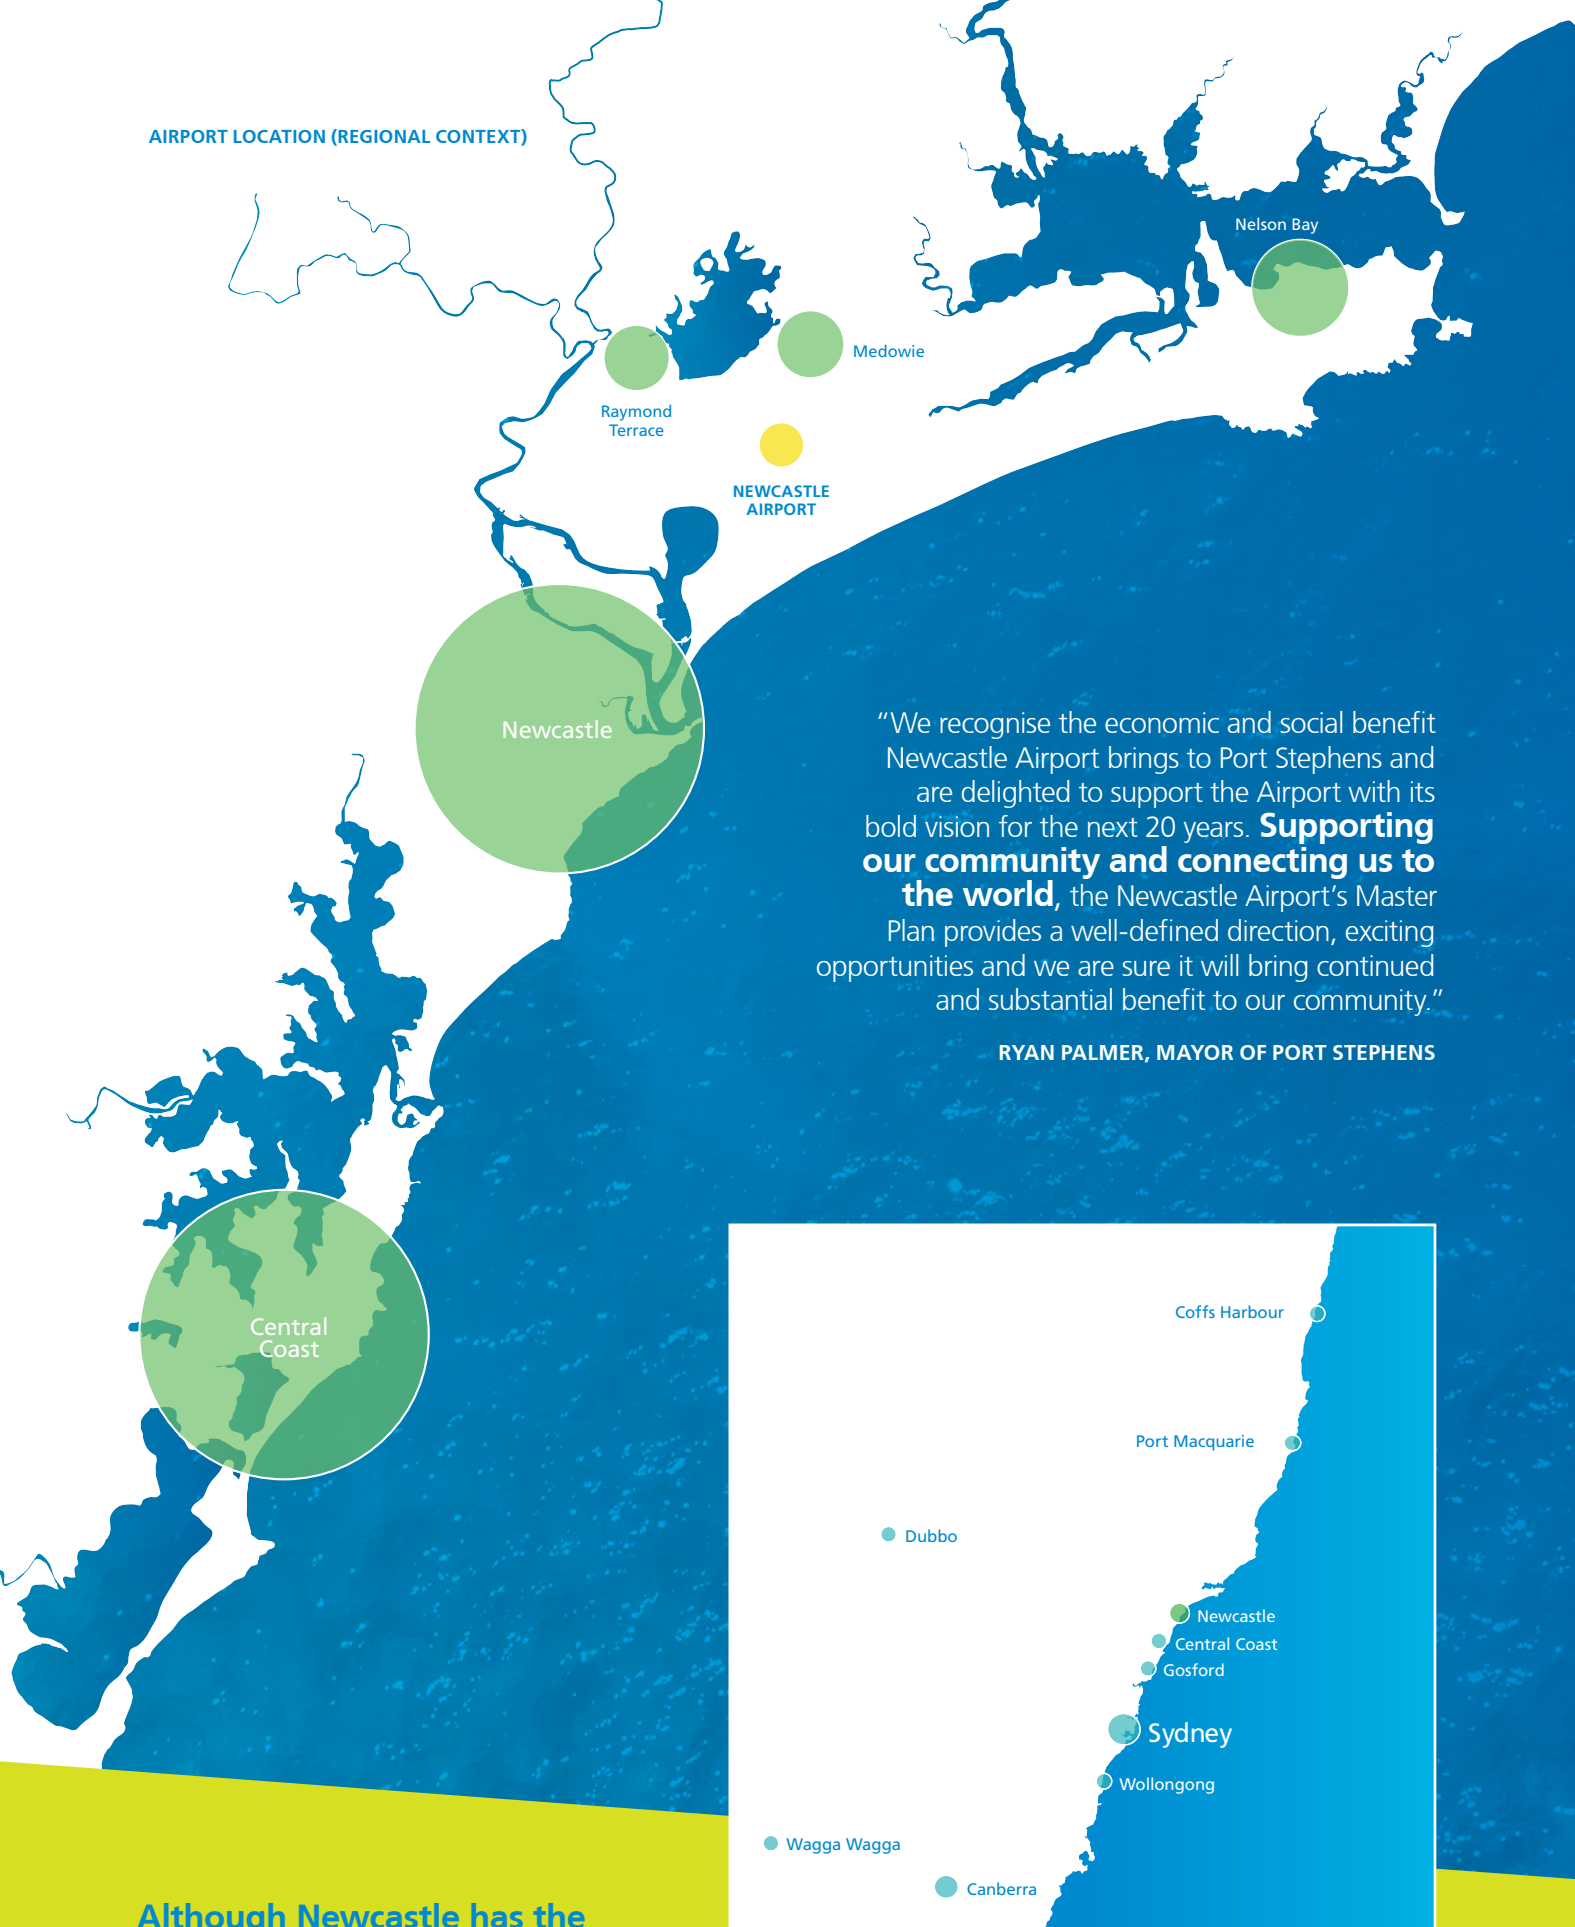 AIRPORT LOCATION (REGIONAL CONTEXT)
Nelson Bay
Medowie
Raymond
Terrace
NEWCASTLE
AIRPORT
Newcastle
“We recognise the economic and social benefit
Newcastle Airport brings to Port Stephens and
are delighted to support the Airport with its
bold vision for the next 20 years. Supporting
our community and connecting us to
the world, the Newcastle Airport’s Master
Plan provides a well-defined direction, exciting
opportunities and we are sure it will bring continued
and substantial benefit to our community.”
RYAN PALMER, MAYOR OF PORT STEPHENS
Central
Coast
Coffs Harbour
Port Macquarie
Dubbo
Newcastle
Central Coast
Gosford
Sydney
Wollongong
Wagga Wagga
Canberra
Although Newcastle has the